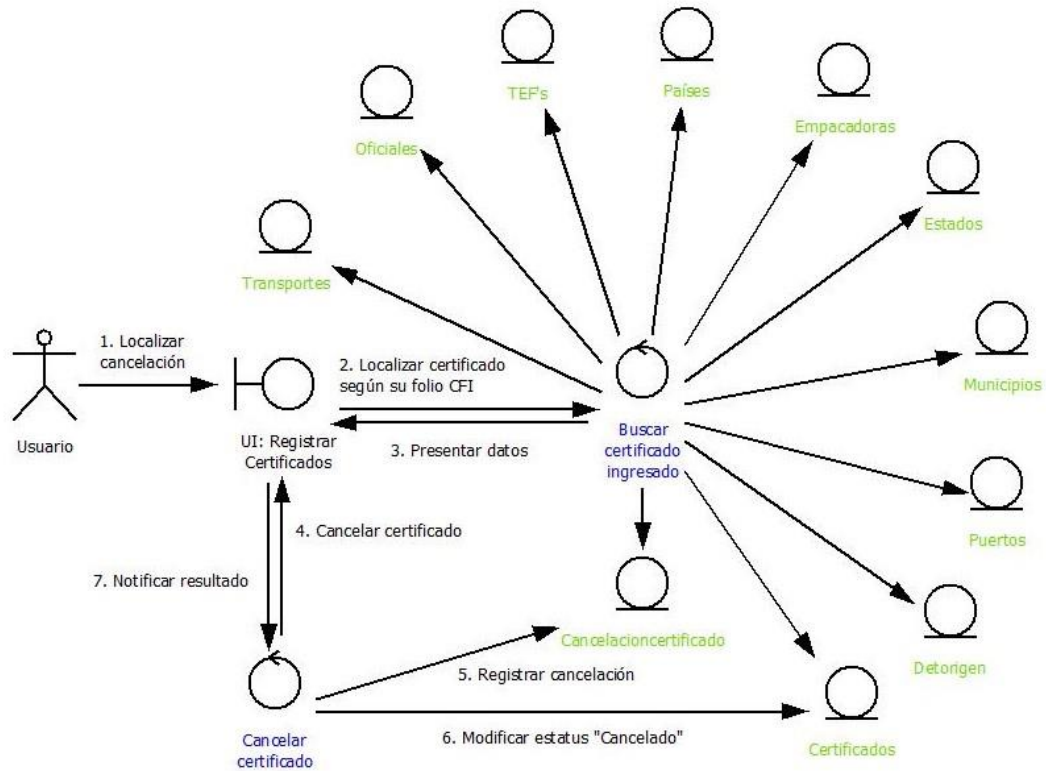 TEF's
Países
Empacadoras
Oficiales
Estados
Transportes
1. Localizar
cancelación
Usuario
2. Localizar certificado
según su folio CFI
UI: Registrar
Certificados
3. Presentar datos
Buscar
certificado
ingresado
Municipios
Puertos
4. Cancelar certificado
7. Notificar resultado
Cancelacioncertificado
Detorigen
5. Registrar cancelación
Cancelar
certificado
6. Modificar estatus "Cancelado"
Certificados